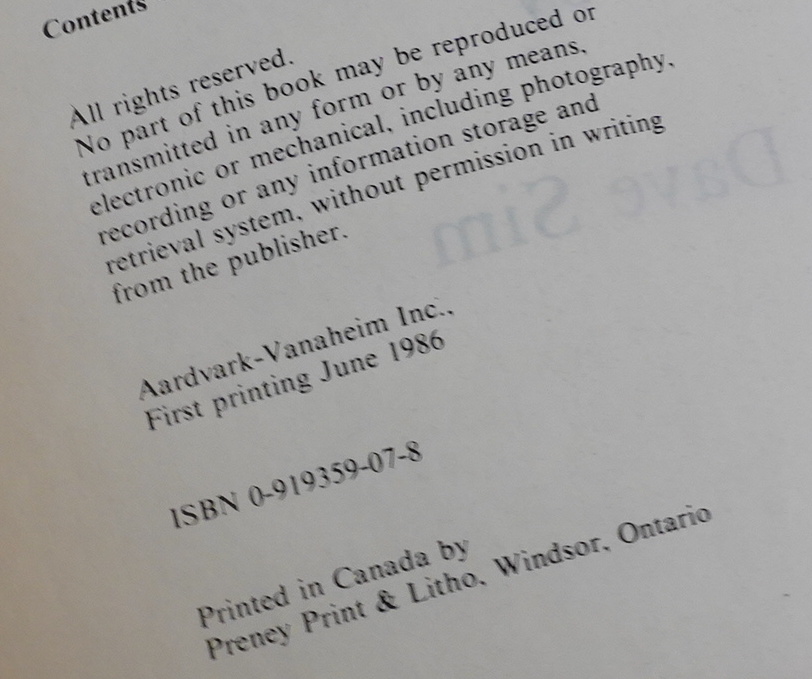 Contents
All rights reserved.
No part of this book may be reproduced or
transmitted in any form or by any means,
electronic or mechanical, including photography,
recording or any information storage and
retrieval system, without permission in writing
from the publisher.
Dave Sim
Aardvark-Vanaheim Inc.,
First printing June 1986
ISBN 0-919359-07-8
Printed in Canada by
Preney Print & Litho, Windsor, Ontario